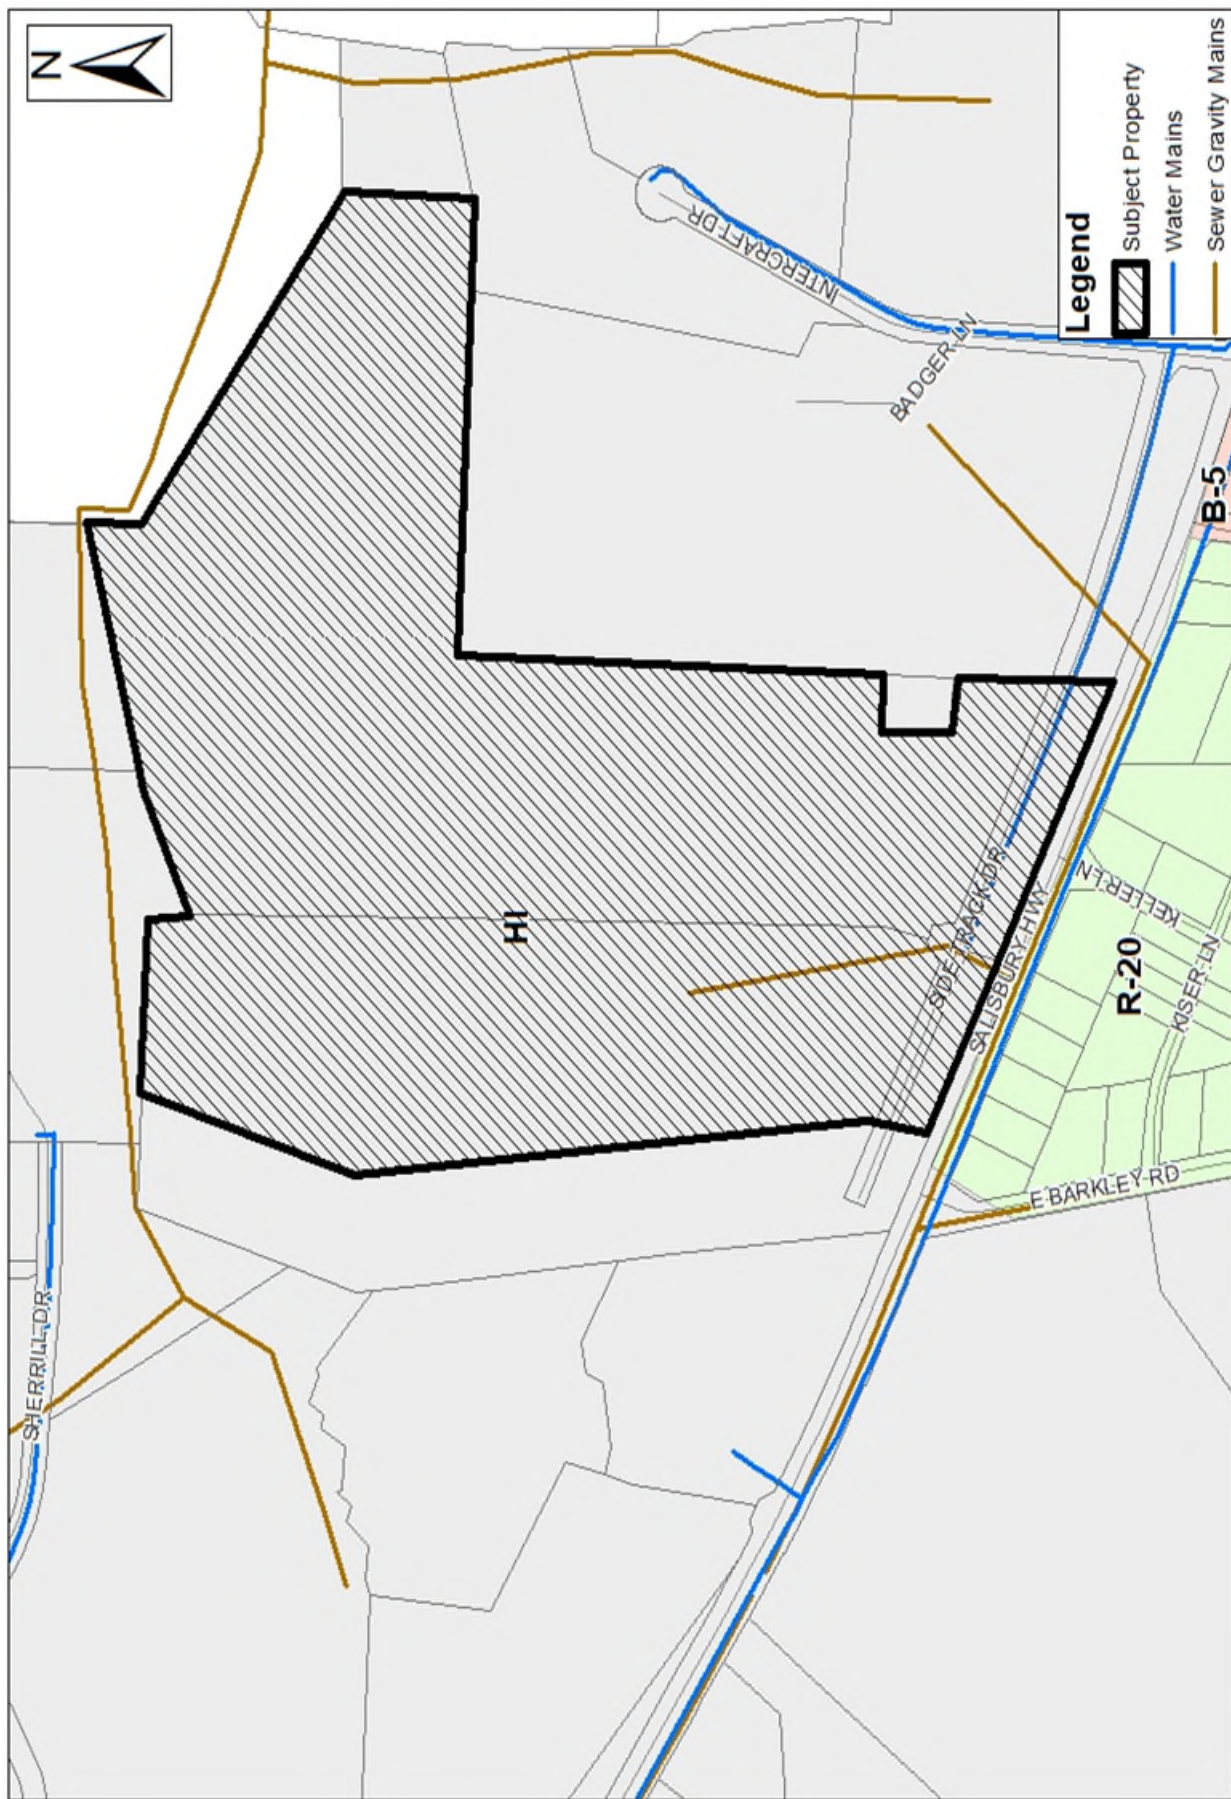 N
SHERRILL DR
HI
INTERCRAFT DR
BADGER LN
SIDE TRACK DR
SALISBURY HWY
KELLER LN
R-20
KISER LN
E BARKLEY RD
B-5
Legend
Subject Property
Water Mains
Sewer Gravity Mains